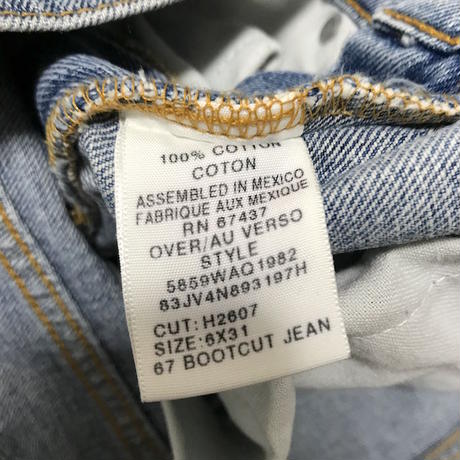 100% COTTON
COTON
ASSEMBLED IN MEXICO
FABRIQUE AUX MEXIQUE
RN 67437
OVER/AU VERSO
STYLE
5859WAQ1982
83JV4N893197H
CUT: H2607
SIZE: 6X31
67 BOOTCUT JEAN